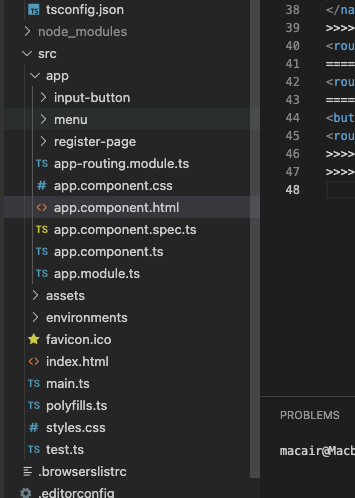 tsconfig.json
node_modules
src
app
input-button
menu
register-page
TS app-routing.module.ts
# app.component.css
<> app.component.html
TS app.component.spec.ts
TS app.component.ts
TS app.module.ts
assets
environments
favicon.ico
<> index.html
TS main.ts
TS polyfills.ts
# styles.css
TS test.ts
.browserslistrc
.editorconfig
38 </na
39 >>>>
40 <rou
41 ====
42 <rou
43 ====
44 <but
45 <rou
46 >>>>
47 >>>>
48
PROBLEMS
macair@Macb